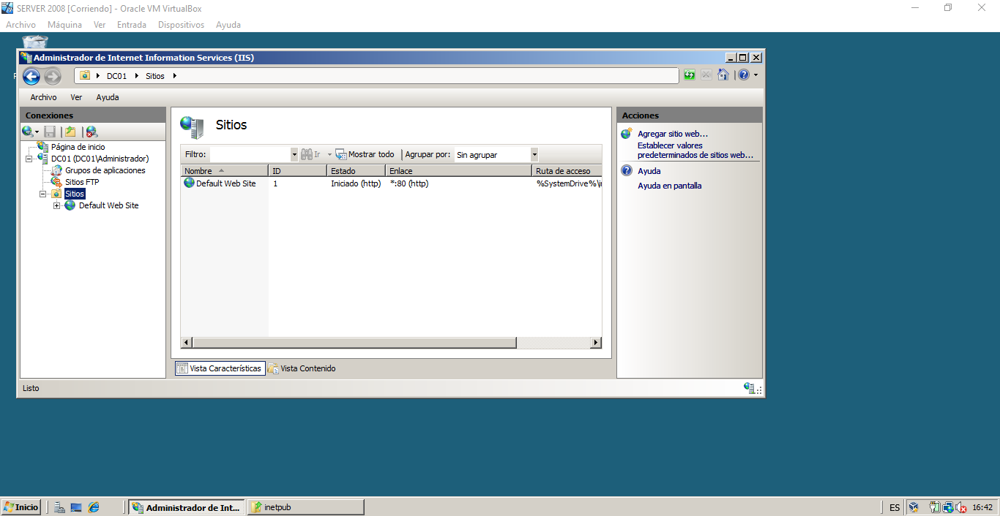 SERVER 2008 [Corriendo] - Oracle VM VirtualBox
Archivo Máquina Ver Entrada Dispositivos Ayuda
Administrador de Internet Information Services (IIS)
DC01 Sitios
Archivo Ver Ayuda
Conexiones
Página de inicio
DC01 (DC01\Administrador)
Grupos de aplicaciones
Sitios FTP
Sitios
Default Web Site
Sitios
Filtro: Ir Mostrar todo Agrupar por: Sin agrupar
Nombre ID Estado Enlace Ruta de acceso
Default Web Site 1 Iniciado (http) *:80 (http) %SystemDrive%\
Vista Características Vista Contenido
Acciones
Agregar sitio web...
Establecer valores
predeterminados de sitios web...
Ayuda
Ayuda en pantalla
Listo
Inicio Administrador de Int... inetpub ES 16:42